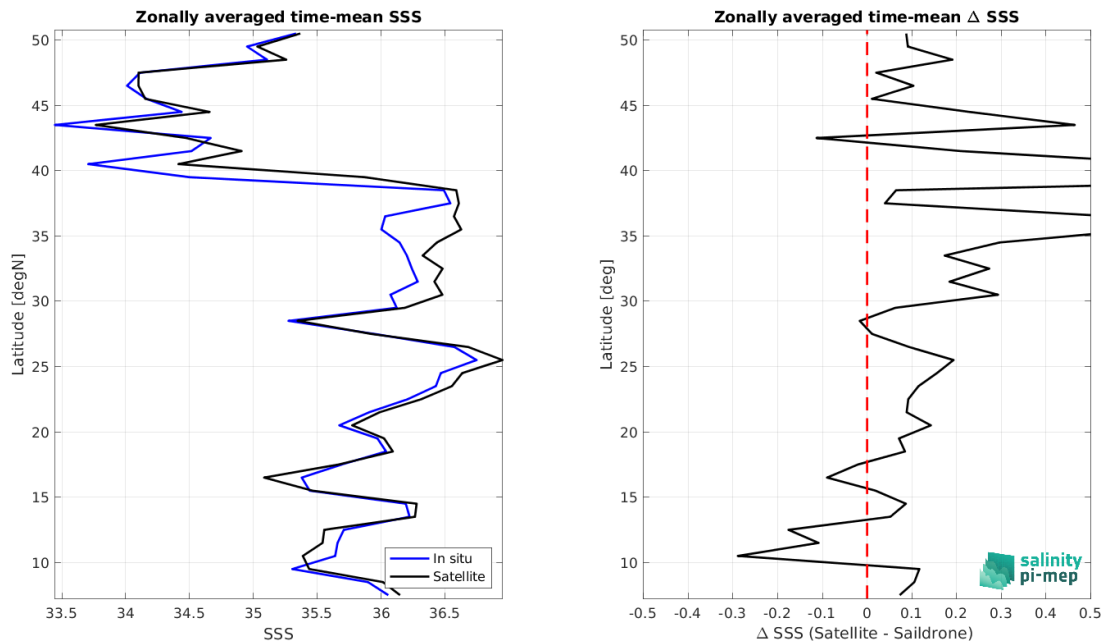 Zonally averaged time-mean SSS
50
45
40
35
30
25
20
15
10
Latitude [degN]
33.5 34 34.5 35 35.5 36 36.5
SSS
In situ
Satellite
Zonally averaged time-mean Δ SSS
50
45
40
35
30
25
20
15
10
Latitude [deg]
-0.5 -0.4 -0.3 -0.2 -0.1 0 0.1 0.2 0.3 0.4 0.5
Δ SSS (Satellite - Saildrone)
salinity
pi-mep